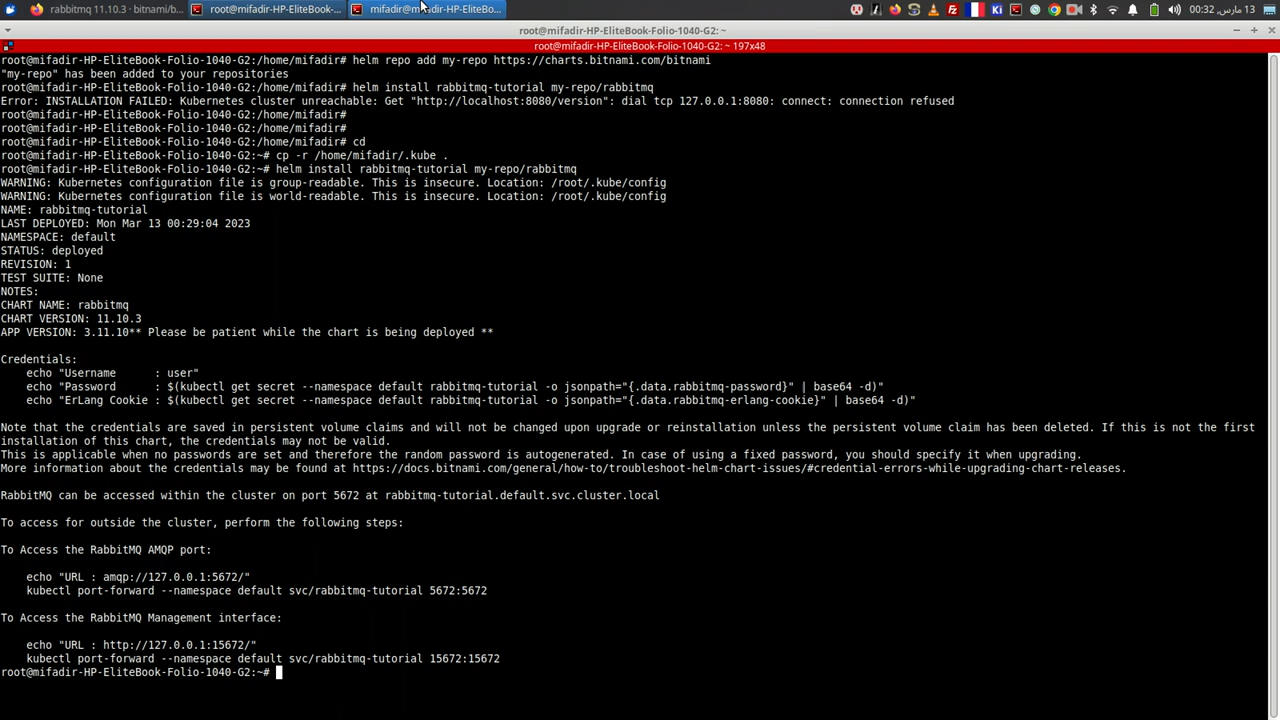 rabbitmq 11.10.3 · bitnami/b...
root@mifadir-HP-EliteBook-...
mifadir@mifadir-HP-EliteBo...
Ki
Fz
13 مارس, 00:32
root@mifadir-HP-EliteBook-Folio-1040-G2: ~
root@mifadir-HP-EliteBook-Folio-1040-G2: ~ 197x48
root@mifadir-HP-EliteBook-Folio-1040-G2:/home/mifadir# helm repo add my-repo https://charts.bitnami.com/bitnami
"my-repo" has been added to your repositories
root@mifadir-HP-EliteBook-Folio-1040-G2:/home/mifadir# helm install rabbitmq-tutorial my-repo/rabbitmq
Error: INSTALLATION FAILED: Kubernetes cluster unreachable: Get "http://localhost:8080/version": dial tcp 127.0.0.1:8080: connect: connection refused
root@mifadir-HP-EliteBook-Folio-1040-G2:/home/mifadir#
root@mifadir-HP-EliteBook-Folio-1040-G2:/home/mifadir#
root@mifadir-HP-EliteBook-Folio-1040-G2:/home/mifadir# cd
root@mifadir-HP-EliteBook-Folio-1040-G2:~# cp -r /home/mifadir/.kube .
root@mifadir-HP-EliteBook-Folio-1040-G2:~# helm install rabbitmq-tutorial my-repo/rabbitmq
WARNING: Kubernetes configuration file is group-readable. This is insecure. Location: /root/.kube/config
WARNING: Kubernetes configuration file is world-readable. This is insecure. Location: /root/.kube/config
NAME: rabbitmq-tutorial
LAST DEPLOYED: Mon Mar 13 00:29:04 2023
NAMESPACE: default
STATUS: deployed
REVISION: 1
TEST SUITE: None
NOTES:
CHART NAME: rabbitmq
CHART VERSION: 11.10.3
APP VERSION: 3.11.10** Please be patient while the chart is being deployed **
Credentials:
echo "Username      : user"
echo "Password      : $(kubectl get secret --namespace default rabbitmq-tutorial -o jsonpath="{.data.rabbitmq-password}" | base64 -d)"
echo "ErLang Cookie : $(kubectl get secret --namespace default rabbitmq-tutorial -o jsonpath="{.data.rabbitmq-erlang-cookie}" | base64 -d)"
Note that the credentials are saved in persistent volume claims and will not be changed upon upgrade or reinstallation unless the persistent volume claim has been deleted. If this is not the first
installation of this chart, the credentials may not be valid.
This is applicable when no passwords are set and therefore the random password is autogenerated. In case of using a fixed password, you should specify it when upgrading.
More information about the credentials may be found at https://docs.bitnami.com/general/how-to/troubleshoot-helm-chart-issues/#credential-errors-while-upgrading-chart-releases.
RabbitMQ can be accessed within the cluster on port 5672 at rabbitmq-tutorial.default.svc.cluster.local
To access for outside the cluster, perform the following steps:
To Access the RabbitMQ AMQP port:
echo "URL : amqp://127.0.0.1:5672/"
kubectl port-forward --namespace default svc/rabbitmq-tutorial 5672:5672
To Access the RabbitMQ Management interface:
echo "URL : http://127.0.0.1:15672/"
kubectl port-forward --namespace default svc/rabbitmq-tutorial 15672:15672
root@mifadir-HP-EliteBook-Folio-1040-G2:~#